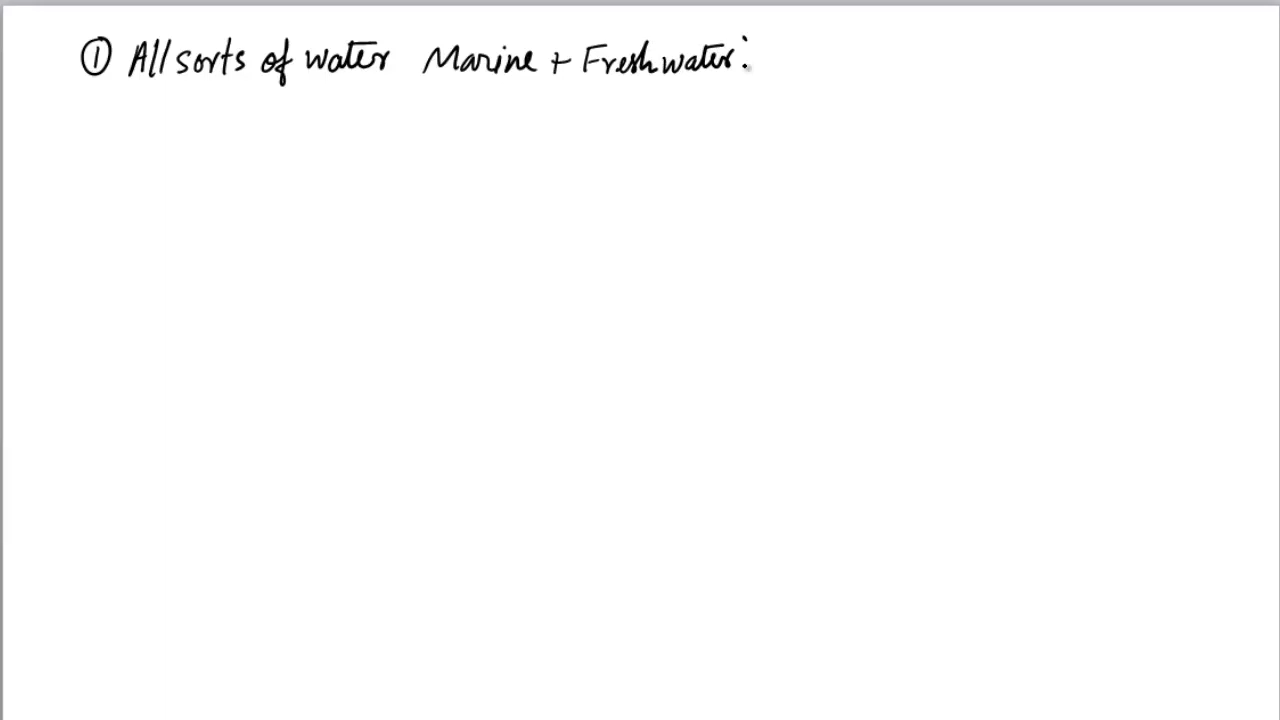 ① All sorts of water Marine + Freshwater: